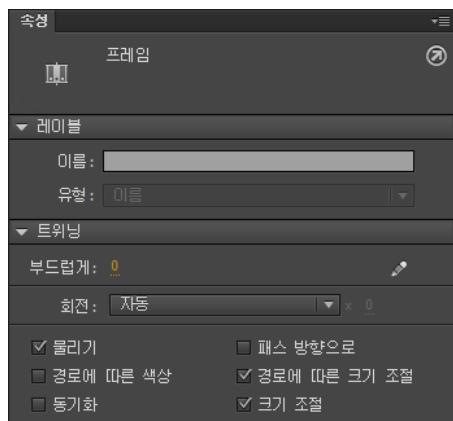 속성
프레임
레이블
이름 :
유형 : 이름
트위닝
부드럽게 : 0
회전 : 자동 x 0
물리기 패스 방향으로
경로에 따른 색상 경로에 따른 크기 조절
동기화 크기 조절